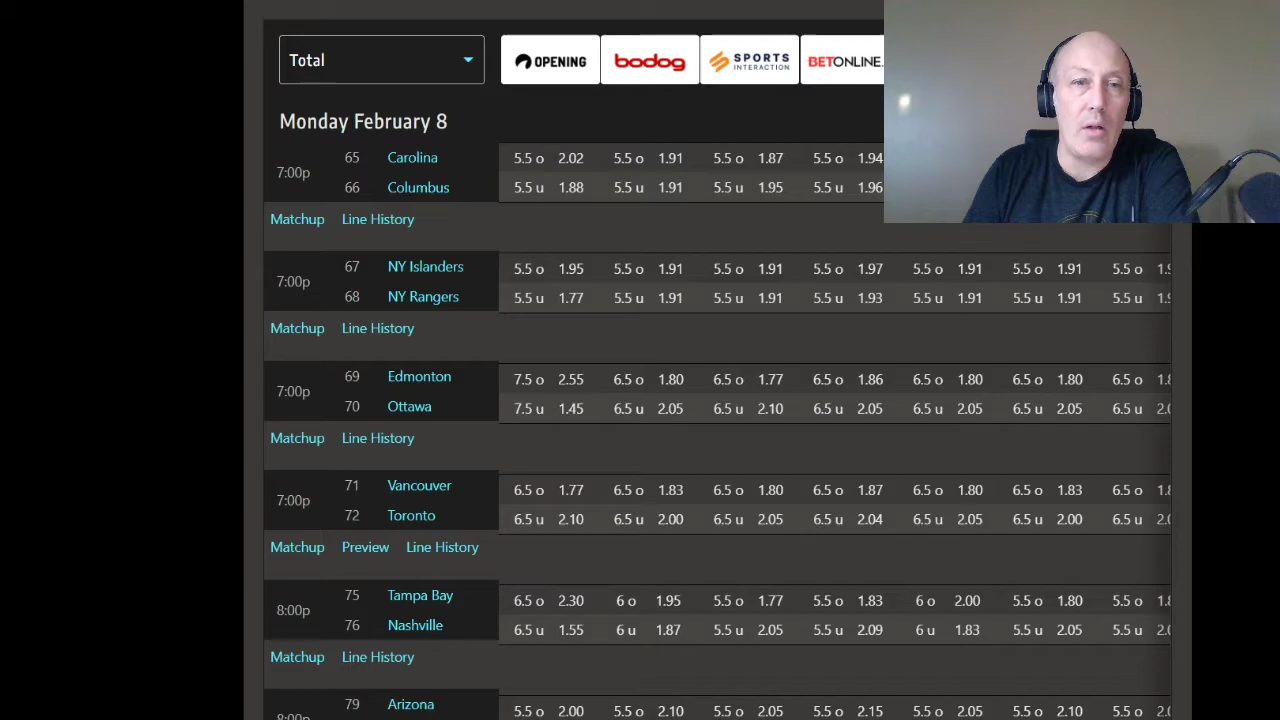 Total OPENING bodog SPORTS INTERACTION BETONLINE.
Monday February 8
7:00p
65 Carolina 5.5 o 2.02 5.5 o 1.91 5.5 o 1.87 5.5 o 1.94
66 Columbus 5.5 u 1.88 5.5 u 1.91 5.5 u 1.95 5.5 u 1.96
Matchup Line History
7:00p
67 NY Islanders 5.5 o 1.95 5.5 o 1.91 5.5 o 1.91 5.5 o 1.97 5.5 o 1.91 5.5 o 1.91 5.5 o
68 NY Rangers 5.5 u 1.77 5.5 u 1.91 5.5 u 1.91 5.5 u 1.93 5.5 u 1.91 5.5 u 1.91 5.5 u
Matchup Line History
7:00p
69 Edmonton 7.5 o 2.55 6.5 o 1.80 6.5 o 1.77 6.5 o 1.86 6.5 o 1.80 6.5 o 1.80 6.5 o
70 Ottawa 7.5 u 1.45 6.5 u 2.05 6.5 u 2.10 6.5 u 2.05 6.5 u 2.05 6.5 u 2.05 6.5 u
Matchup Line History
7:00p
71 Vancouver 6.5 o 1.77 6.5 o 1.83 6.5 o 1.80 6.5 o 1.87 6.5 o 1.80 6.5 o 1.83 6.5 o
72 Toronto 6.5 u 2.10 6.5 u 2.00 6.5 u 2.05 6.5 u 2.04 6.5 u 2.05 6.5 u 2.00 6.5 u
Matchup Preview Line History
8:00p
75 Tampa Bay 6.5 o 2.30 6 o 1.95 5.5 o 1.77 5.5 o 1.83 6 o 2.00 5.5 o 1.80 5.5 o
76 Nashville 6.5 u 1.55 6 u 1.87 5.5 u 2.05 5.5 u 2.09 6 u 1.83 5.5 u 2.05 5.5 u
Matchup Line History
8:00p
79 Arizona 5.5 o 2.00 5.5 o 2.10 5.5 o 2.05 5.5 o 2.15 5.5 o 2.05 5.5 o 2.10 5.5 o